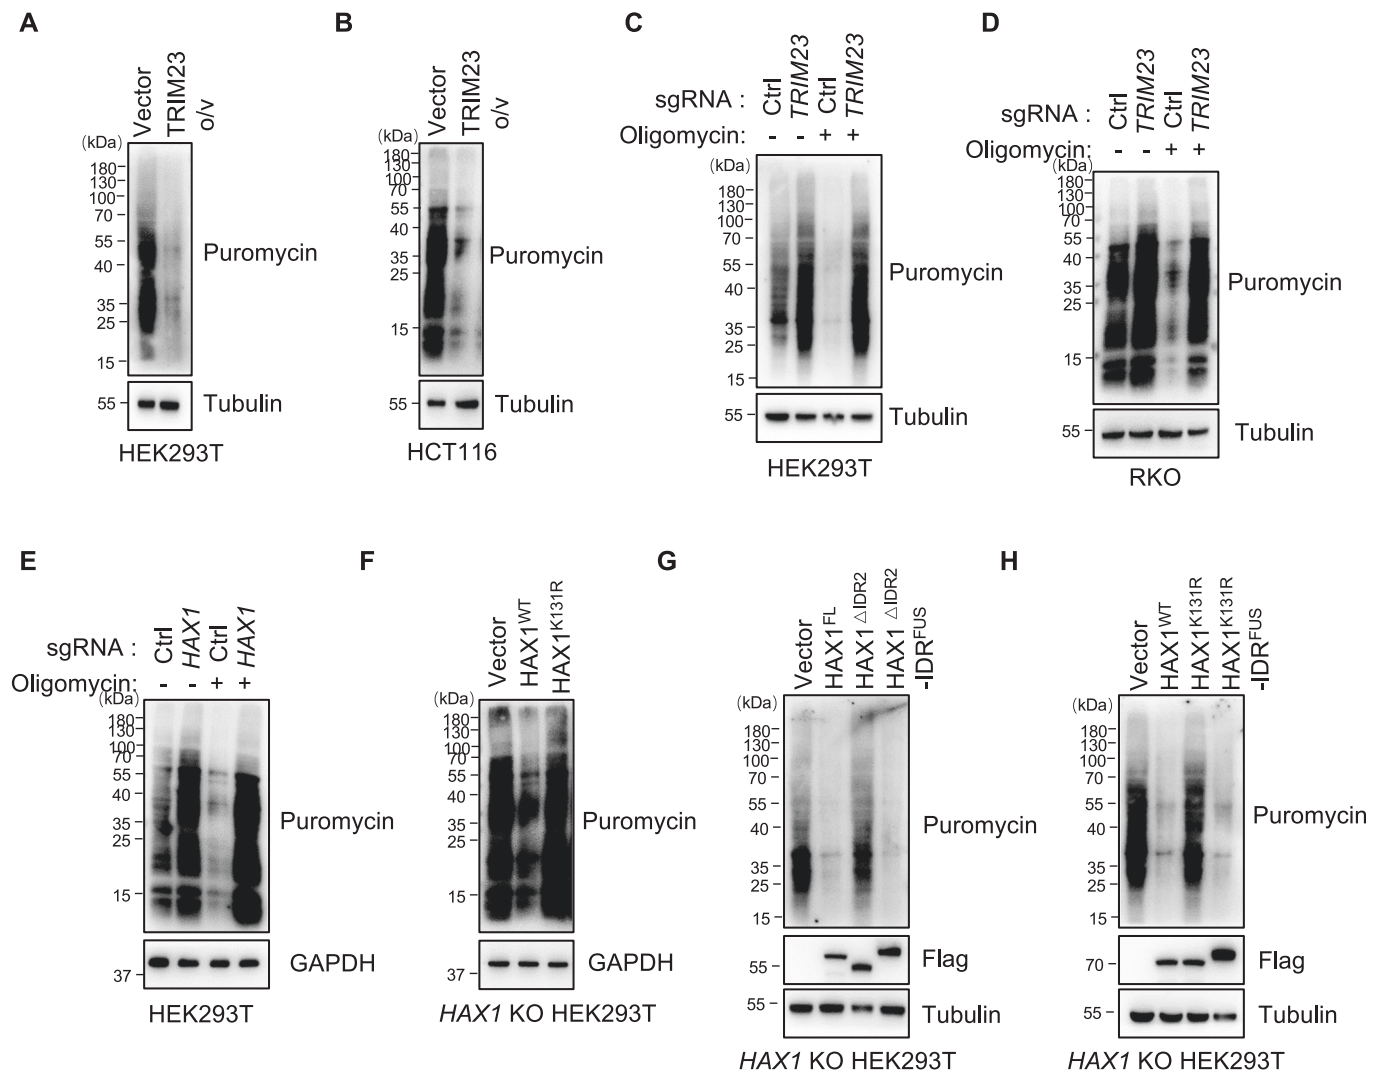 A
Vector
TRIM23
o/v
(kDa)
180
130
100
70
55
40
35
25
15
Puromycin
55
Tubulin
HEK293T
B
Vector
TRIM23
o/v
(kDa)
180
130
100
70
55
40
35
25
15
Puromycin
55
Tubulin
HCT116
C
sgRNA : Ctrl TRIM23 Ctrl TRIM23
Oligomycin: - - + +
(kDa)
180
130
100
70
55
40
35
25
15
Puromycin
55
Tubulin
HEK293T
D
sgRNA : Ctrl TRIM23 Ctrl TRIM23
Oligomycin: - - + +
(kDa)
180
130
100
70
55
40
35
25
15
Puromycin
55
Tubulin
RKO
E
sgRNA : Ctrl HAX1 Ctrl HAX1
Oligomycin: - - + +
(kDa)
180
130
100
70
55
40
35
25
15
Puromycin
37
GAPDH
HEK293T
F
Vector
HAX1WT
HAX1K131R
(kDa)
180
130
100
70
55
40
35
25
15
Puromycin
37
GAPDH
HAX1 KO HEK293T
G
Vector
HAX1FL
HAX1△IDR2
HAX1△IDR2
-IDRFUS
(kDa)
180
130
100
70
55
40
35
25
15
Puromycin
55
Flag
55
Tubulin
HAX1 KO HEK293T
H
Vector
HAX1WT
HAX1K131R
HAX1K131R
-IDRFUS
(kDa)
180
130
100
70
55
40
35
25
15
Puromycin
70
Flag
55
Tubulin
HAX1 KO HEK293T